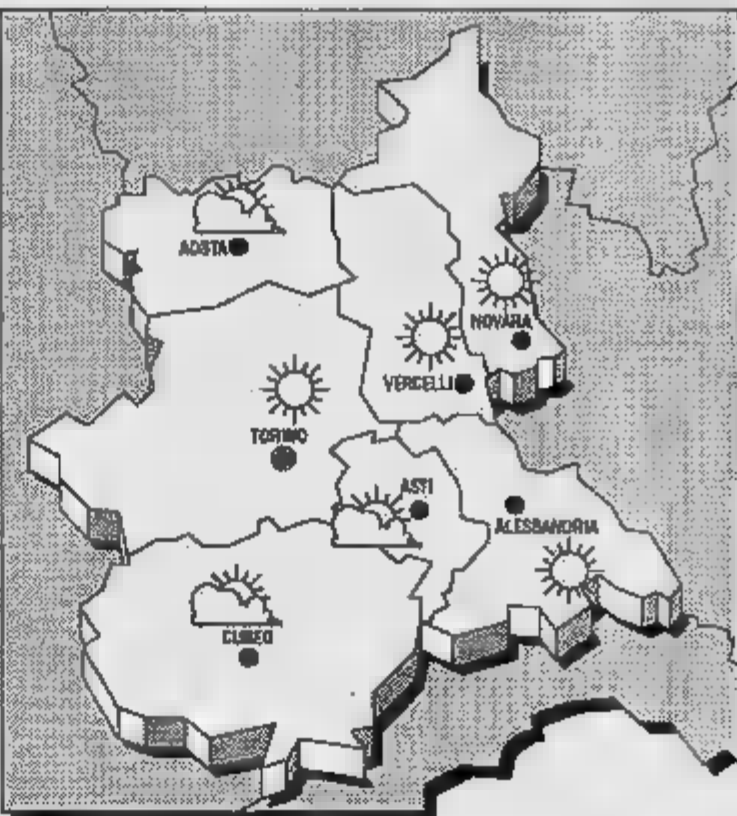 AOSTA
NOVARA
VERCELLI
TORINO
ASTI
ALESSANDRIA
CUNEO